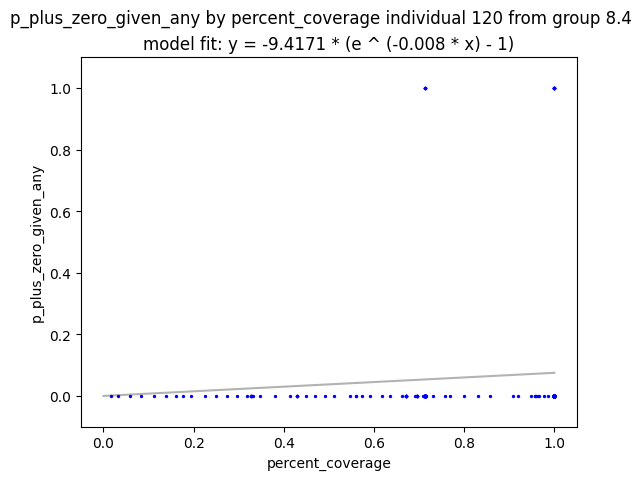 p_plus_zero_given_any by percent_coverage individual 120 from group 8.4
model fit: y = -9.4171 * (e ^ (-0.008 * x) - 1)
1.0
0.8
0.6
0.4
0.2
0.0
p_plus_zero_given_any
0.0 0.2 0.4 0.6 0.8 1.0
percent_coverage